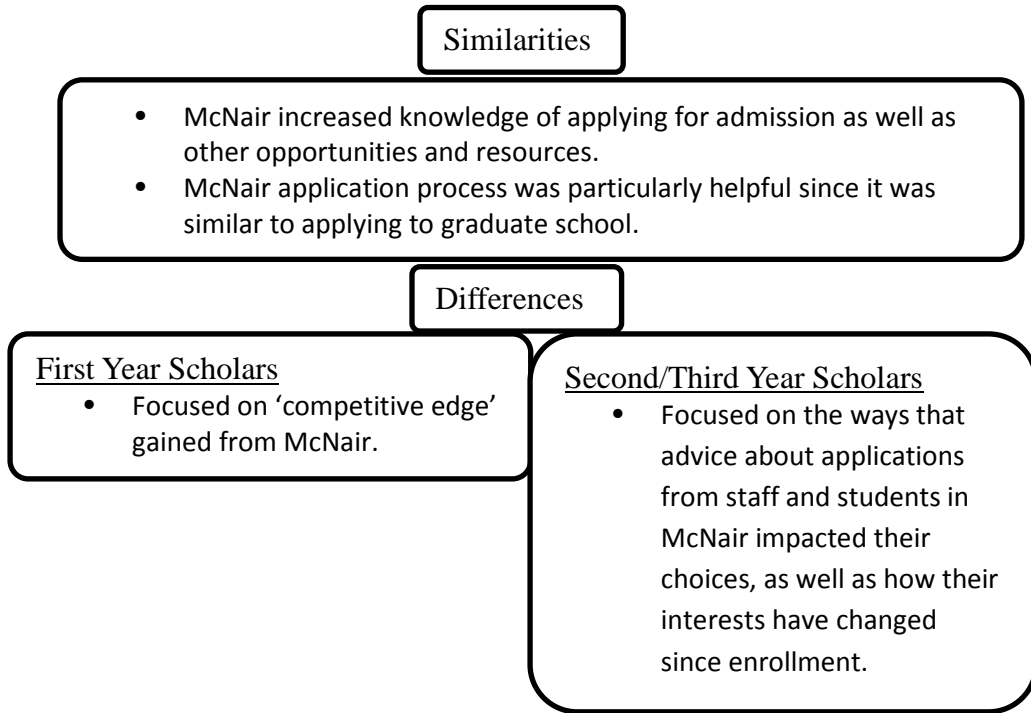 Similarities
• McNair increased knowledge of applying for admission as well as
other opportunities and resources.
• McNair application process was particularly helpful since it was
similar to applying to graduate school.
Differences
First Year Scholars
• Focused on ‘competitive edge’
gained from McNair.
Second/Third Year Scholars
• Focused on the ways that
advice about applications
from staff and students in
McNair impacted their
choices, as well as how their
interests have changed
since enrollment.